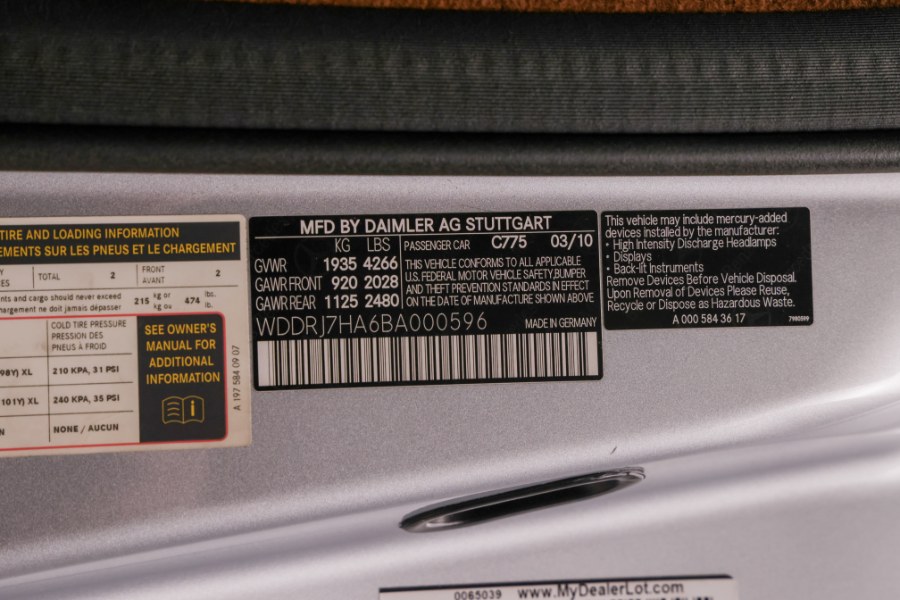 TIRE AND LOADING INFORMATION
EMENTS SUR LES PNEUS ET LE CHARGEMENT
TOTAL 2 FRONT 2
AVANT
nts and cargo should never exceed 215 kg or 474 lbs.
hargement ne doit jamais dépasser kg ou lb.
COLD TIRE PRESSURE
PRESSION DES
PNEUS À FROID
98Y) XL 210 KPA, 31 PSI
101Y) XL 240 KPA, 35 PSI
N NONE / AUCUN
SEE OWNER'S
MANUAL FOR
ADDITIONAL
INFORMATION
A 197 584 09 07
MFD BY DAIMLER AG STUTTGART
KG LBS PASSENGER CAR C775 03/10
GVWR 1935 4266 THIS VEHICLE CONFORMS TO ALL APPLICABLE
GAWR FRONT 920 2028 U.S. FEDERAL MOTOR VEHICLE SAFETY,BUMPER
AND THEFT PREVENTION STANDARDS IN EFFECT
GAWR REAR 1125 2480 ON THE DATE OF MANUFACTURE SHOWN ABOVE
WDDRJ7HA6BA000596 MADE IN GERMANY
This vehicle may include mercury-added
devices installed by the manufacturer:
• High Intensity Discharge Headlamps
• Displays
• Back-lit Instruments
Remove Devices Before Vehicle Disposal.
Upon Removal of Devices Please Reuse,
Recycle or Dispose as Hazardous Waste.
A 000 584 36 17
0065039 www.MyDealerLot.com